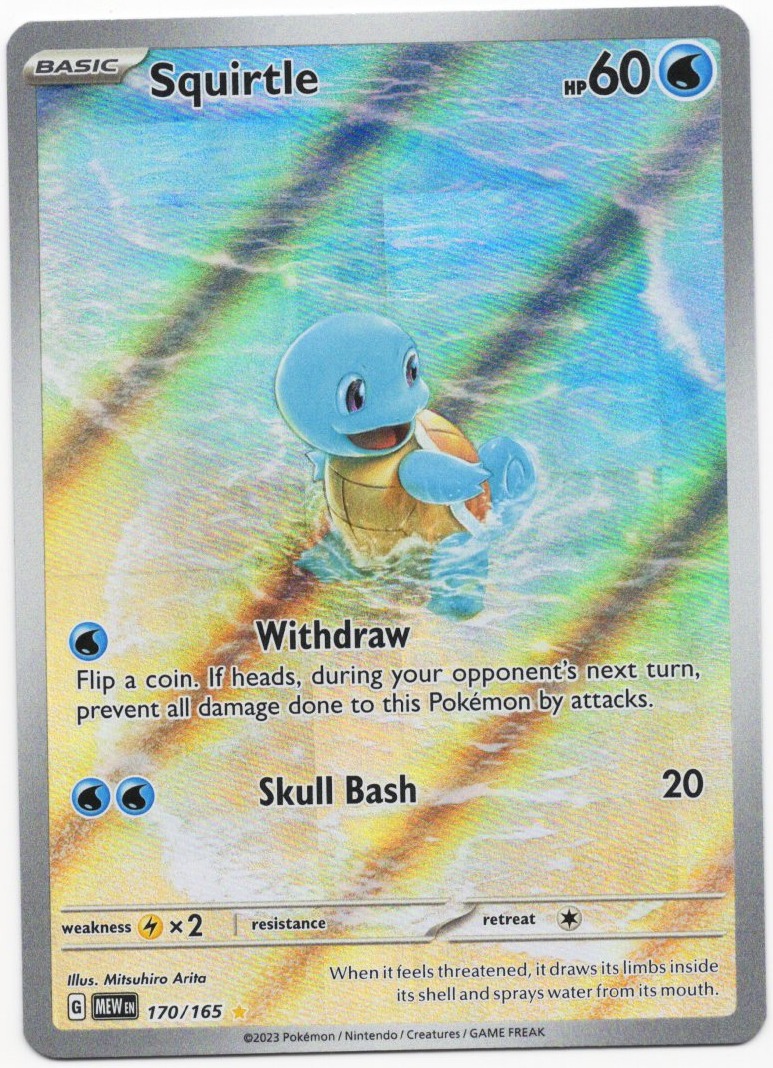 BASIC Squirtle HP 60
Withdraw
Flip a coin. If heads, during your opponent's next turn,
prevent all damage done to this Pokémon by attacks.
Skull Bash 20
weakness ×2 resistance retreat
Illus. Mitsuhiro Arita
When it feels threatened, it draws its limbs inside
its shell and sprays water from its mouth.
G MEW EN 170/165
©2023 Pokémon / Nintendo / Creatures / GAME FREAK